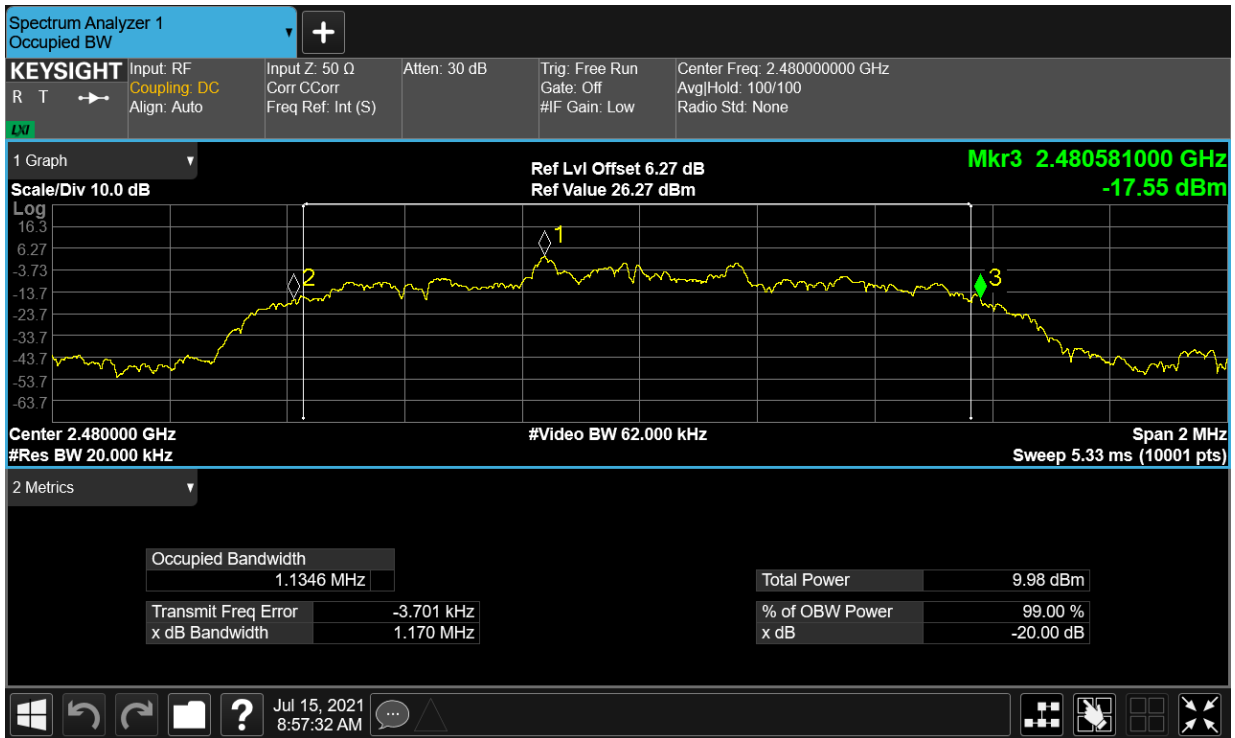 Spectrum Analyzer 1
Occupied BW
+
KEYSIGHT
R T
LXI
Input: RF
Coupling: DC
Align: Auto
Input Z: 50 Ω
Corr CCorr
Freq Ref: Int (S)
Atten: 30 dB
Trig: Free Run
Gate: Off
#IF Gain: Low
Center Freq: 2.480000000 GHz
Avg|Hold: 100/100
Radio Std: None
1 Graph
Scale/Div 10.0 dB
Ref Lvl Offset 6.27 dB
Ref Value 26.27 dBm
Mkr3 2.480581000 GHz
-17.55 dBm
Log
16.3
6.27
-3.73
-13.7
-23.7
-33.7
-43.7
-53.7
-63.7
1
2
3
Center 2.480000 GHz
#Res BW 20.000 kHz
#Video BW 62.000 kHz
Span 2 MHz
Sweep 5.33 ms (10001 pts)
2 Metrics
Occupied Bandwidth
1.1346 MHz
Transmit Freq Error -3.701 kHz
x dB Bandwidth 1.170 MHz
Total Power 9.98 dBm
% of OBW Power 99.00 %
x dB -20.00 dB
?
Jul 15, 2021
8:57:32 AM